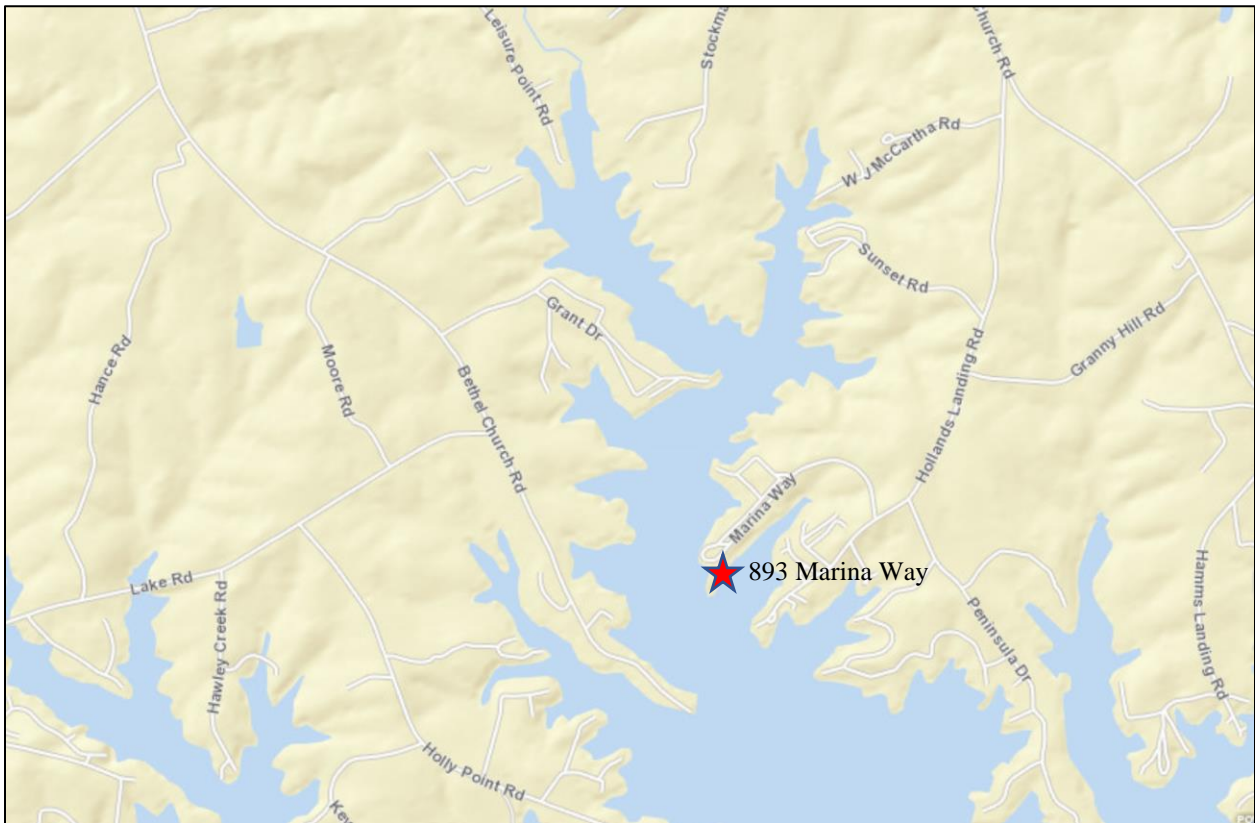 Leisure Point Rd
Stockma
Church Rd
W J McCartha Rd
Sunset Rd
Grant Dr
Granny Hill Rd
Hance Rd
Moore Rd
Bethel Church Rd
Hollands Landing Rd
Marina Way
893 Marina Way
Lake Rd
Hawley Creek Rd
Peninsula Dr
Hamms Landing Rd
Holly Point Rd
Kev